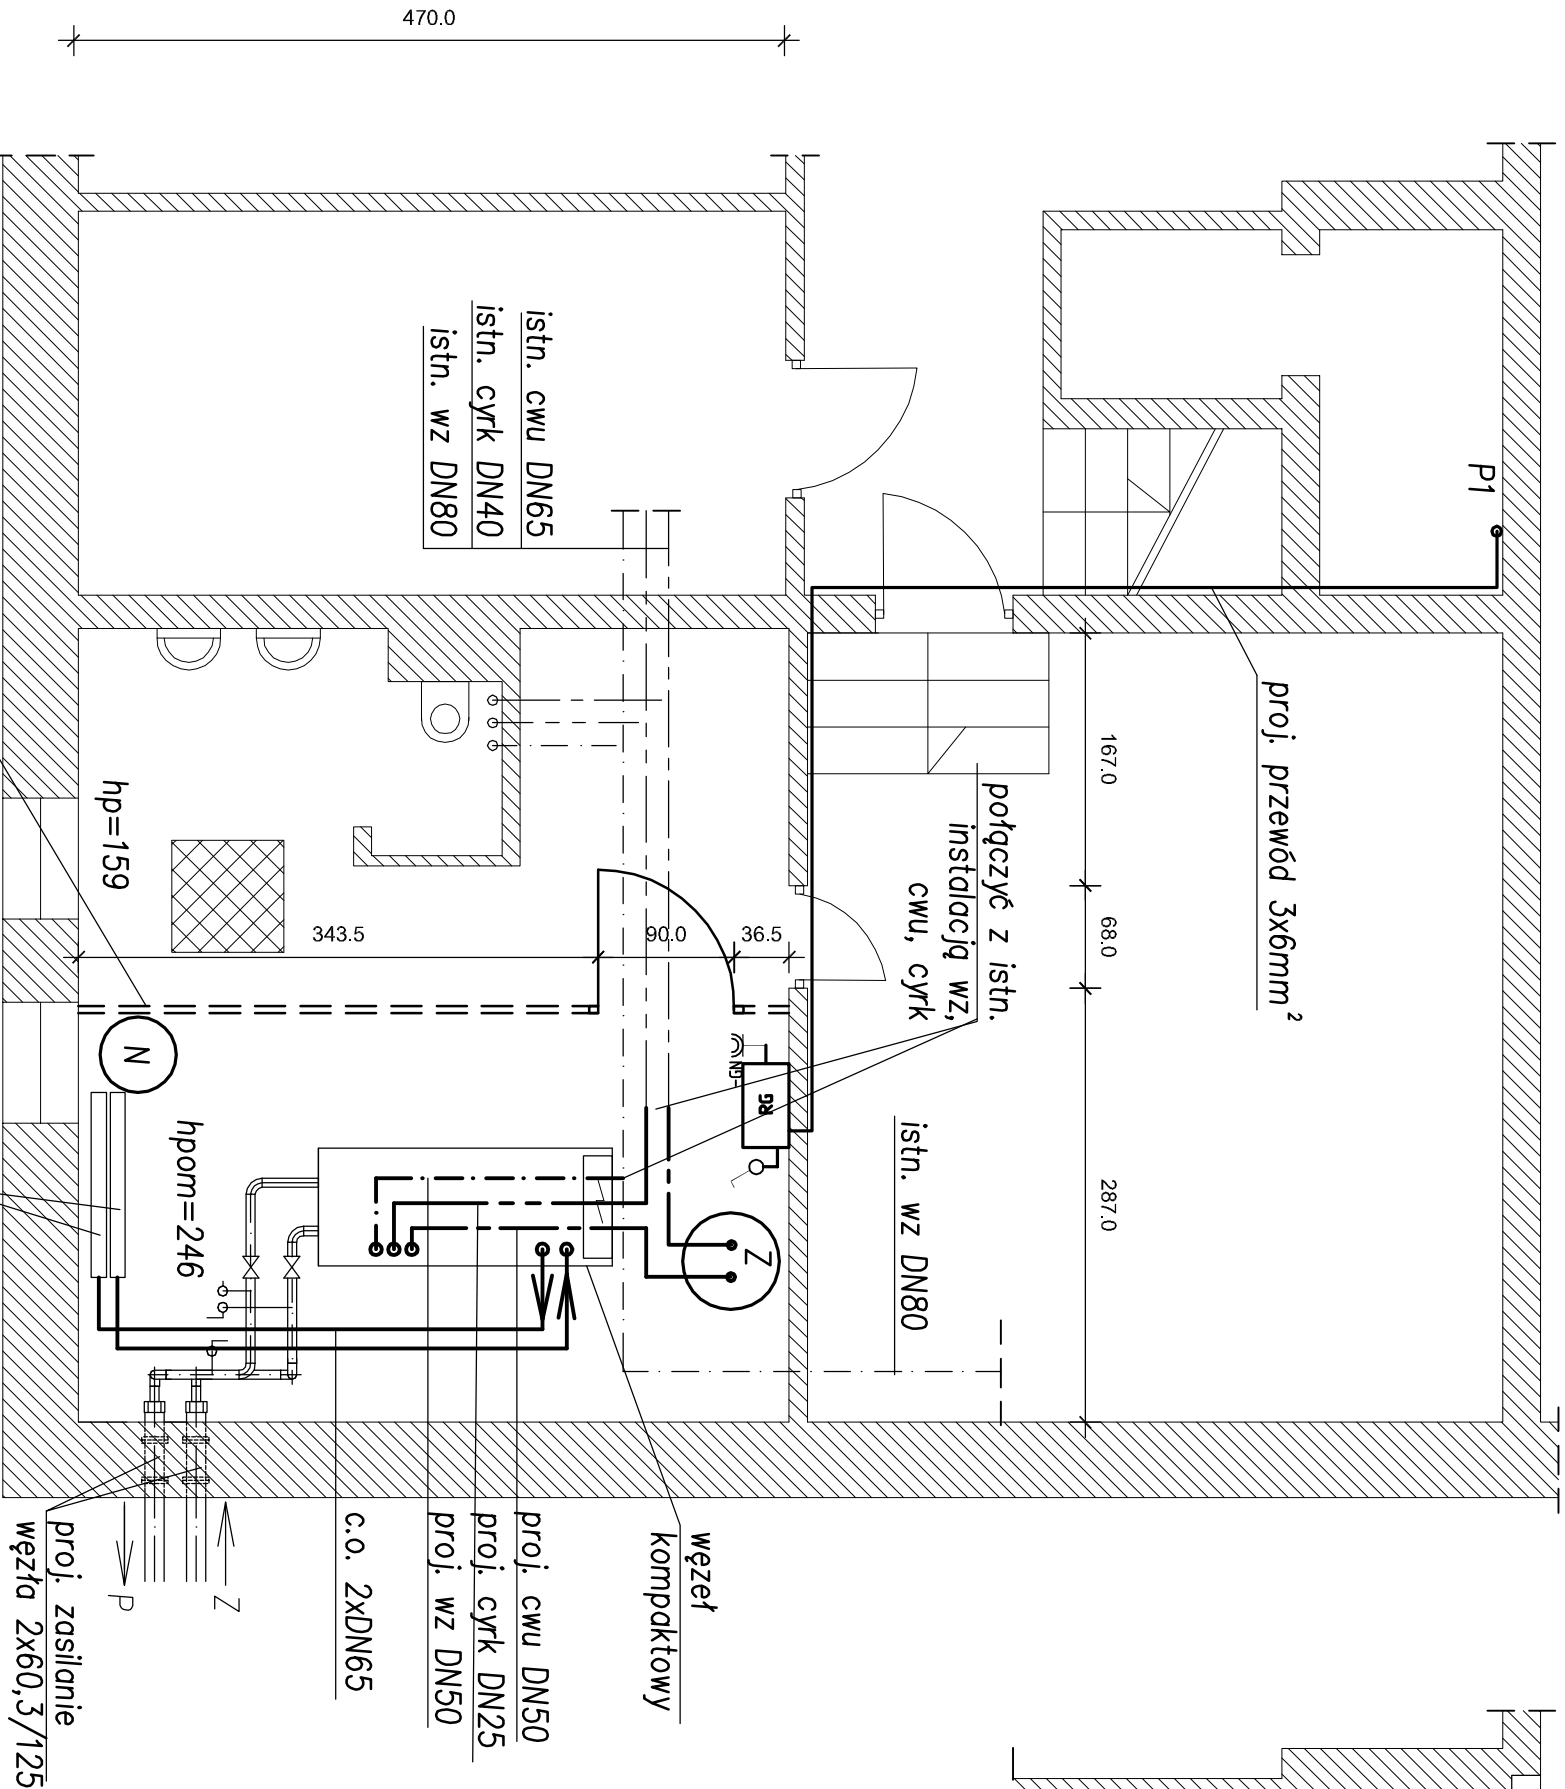 470.0
P1
istn. cwu DN65
istn. cyrk DN40
istn. wz DN80
proj. przewód 3x6mm²
167.0
68.0
287.0
połączyć z istn.
instalacją wz,
cwu, cyrk
hp=159
343.5
90.0
36.5
N
GN
RG
Z
istn. wz DN80
hpom=246
węzeł
kompaktowy
proj. cwu DN50
proj. cyrk DN25
proj. wz DN50
c.o. 2xDN65
Z
P
proj. zasilanie
węzła 2x60,3/125